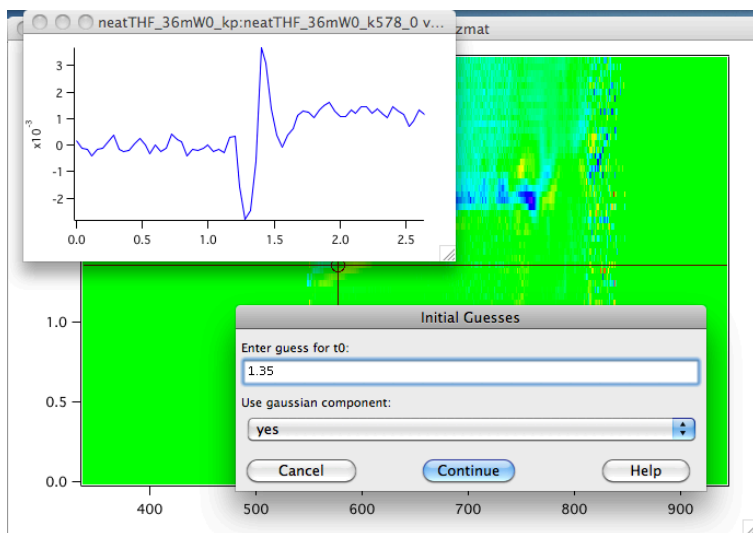 neatTHF_36mW0_kp:neatTHF_36mW0_k578_0 v...
zmat
3
2
1
0
-1
-2
x10⁻³
0.0 0.5 1.0 1.5 2.0 2.5
1.0
0.5
0.0
Initial Guesses
Enter guess for t0:
1.35
Use gaussian component:
yes
Cancel Continue Help
400 500 600 700 800 900